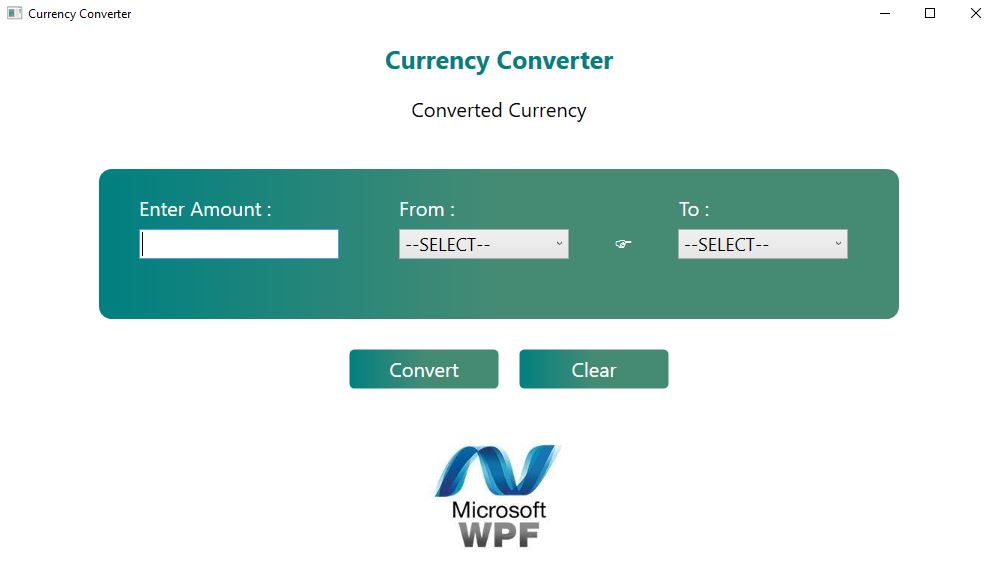 Currency Converter
Currency Converter
Converted Currency
Enter Amount : From : To :
--SELECT-- ☞ --SELECT--
Convert Clear
Microsoft
WPF